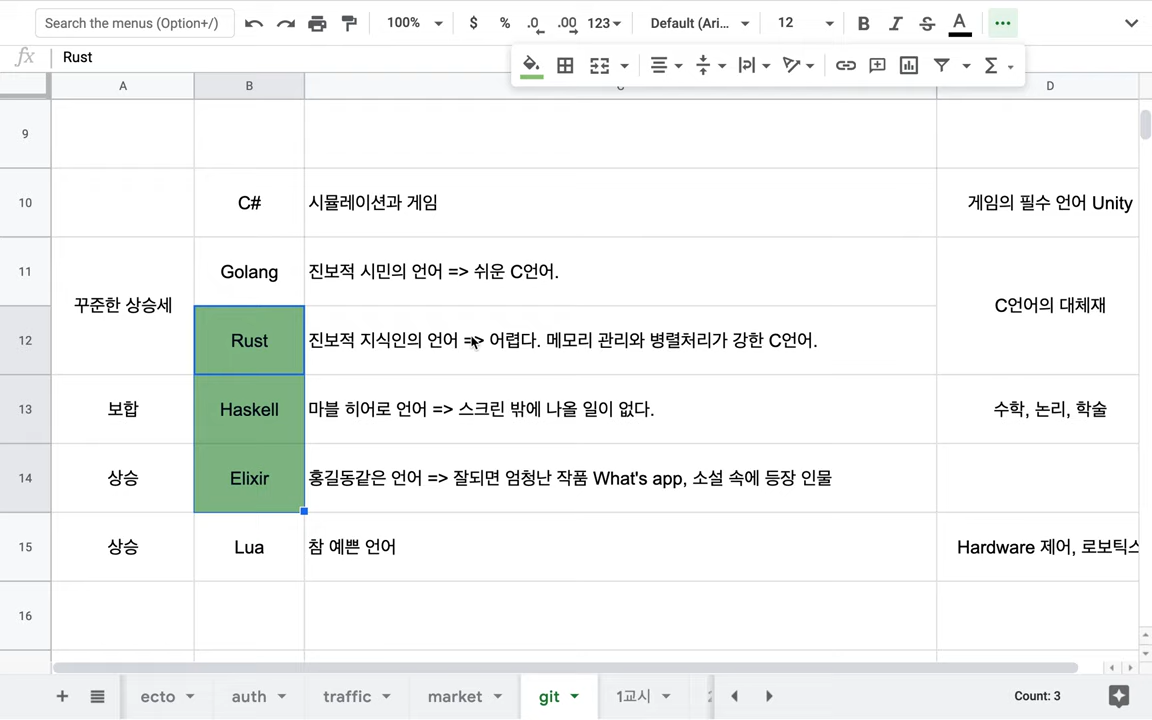 Search the menus (Option+/)
100%
$ % .0 .00 123
Default (Ari...
12
B I S A
fx Rust
A B C D
9
10 C# 시뮬레이션과 게임 게임의 필수 언어 Unity
11 Golang 진보적 시민의 언어 => 쉬운 C언어.
꾸준한 상승세 C언어의 대체재
12 Rust 진보적 지식인의 언어 => 어렵다. 메모리 관리와 병렬처리가 강한 C언어.
13 보합 Haskell 마블 히어로 언어 => 스크린 밖에 나올 일이 없다. 수학, 논리, 학술
14 상승 Elixir 홍길동같은 언어 => 잘되면 엄청난 작품 What's app, 소설 속에 등장 인물
15 상승 Lua 참 예쁜 언어 Hardware 제어, 로보틱스
16
ecto auth traffic market git 1교시 Count: 3